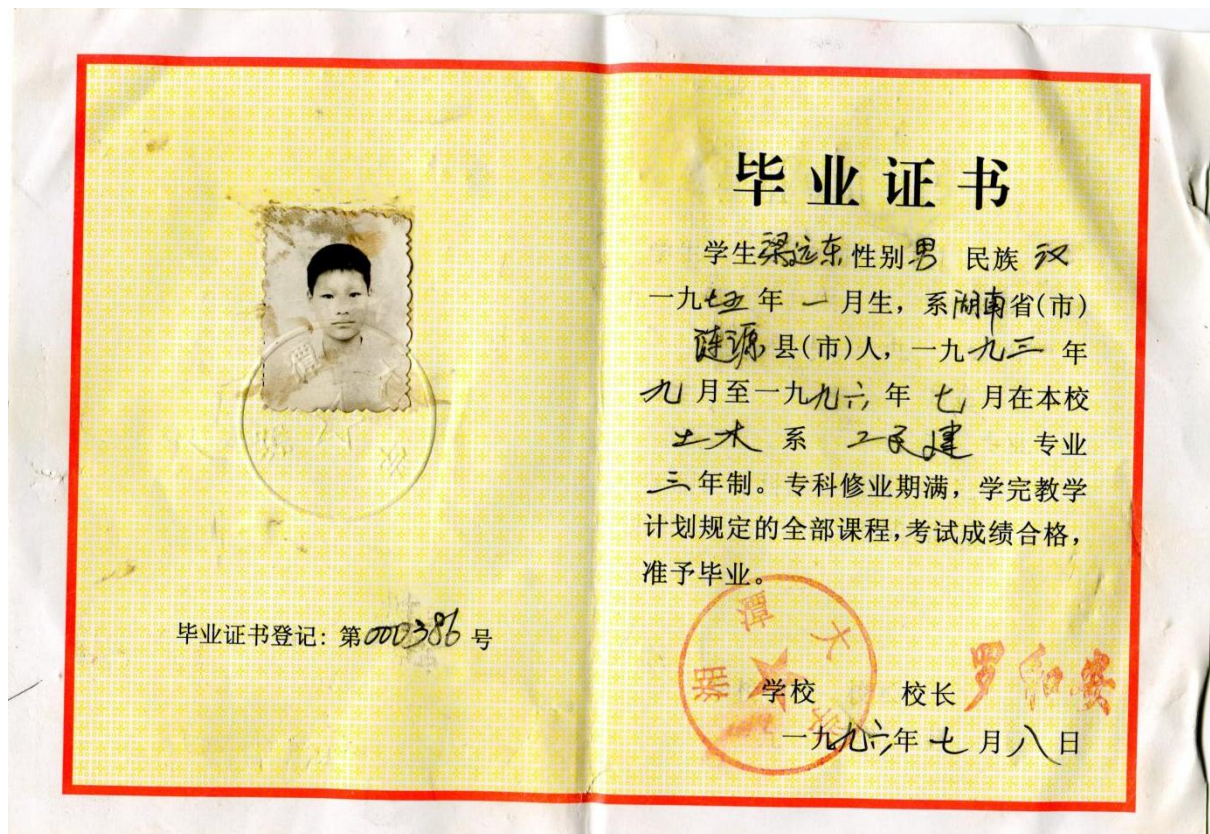 毕业证书登记：第000386号
毕业证书
学生梁远东性别男 民族 汉
一九七五年 一月生，系湖南省(市)
涟源县(市)人，一九九三 年
九月至一九九六年 七月在本校
土木 系 工民建 专业
三年制。专科修业期满，学完教学
计划规定的全部课程，考试成绩合格，
准予毕业。
湘潭大学
学校 校长 罗和安
一九九六年七月八日